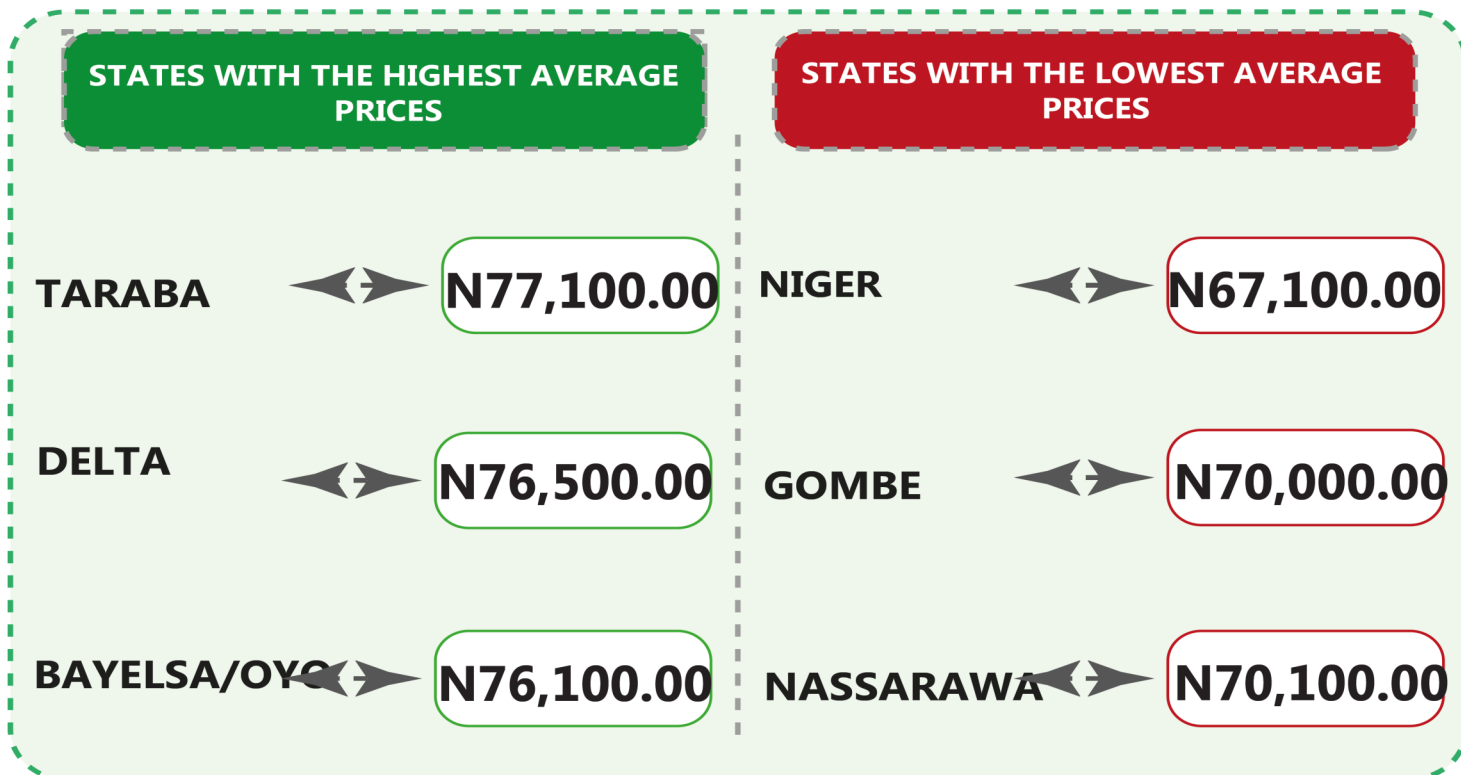 STATES WITH THE HIGHEST AVERAGE
PRICES
TARABA N77,100.00
DELTA N76,500.00
BAYELSA/OYO N76,100.00
STATES WITH THE LOWEST AVERAGE
PRICES
NIGER N67,100.00
GOMBE N70,000.00
NASSARAWA N70,100.00